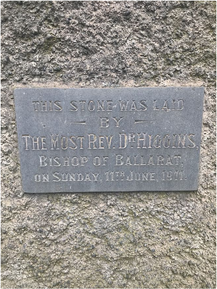 THIS STONE WAS LAID
- BY -
THE MOST REV. DR HIGGINS,
BISHOP OF BALLARAT,
ON SUNDAY, 11TH JUNE, 1911.